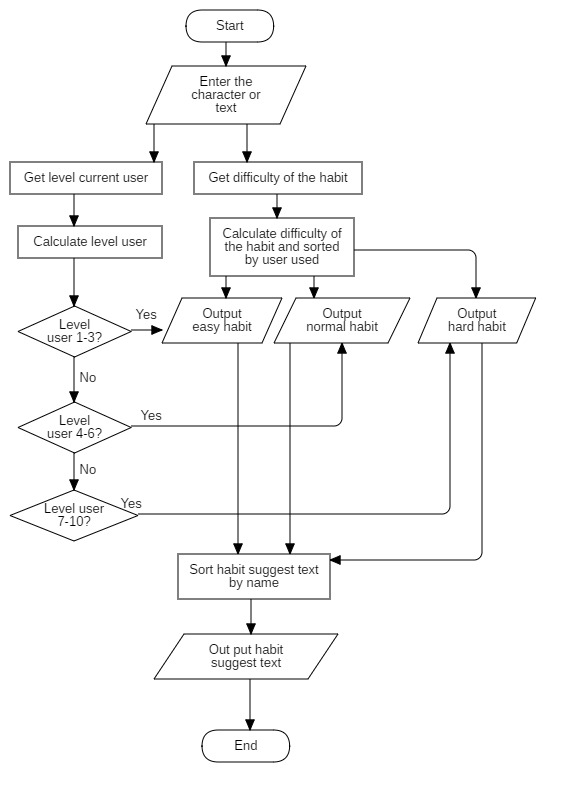 Start
Enter the
character or
text
Get level current user
Get difficulty of the habit
Calculate level user
Calculate difficulty of
the habit and sorted
by user used
Level
user 1-3?
Yes
Output
easy habit
Output
normal habit
Output
hard habit
No
Level
user 4-6?
Yes
No
Level user
7-10?
Yes
Sort habit suggest text
by name
Out put habit
suggest text
End